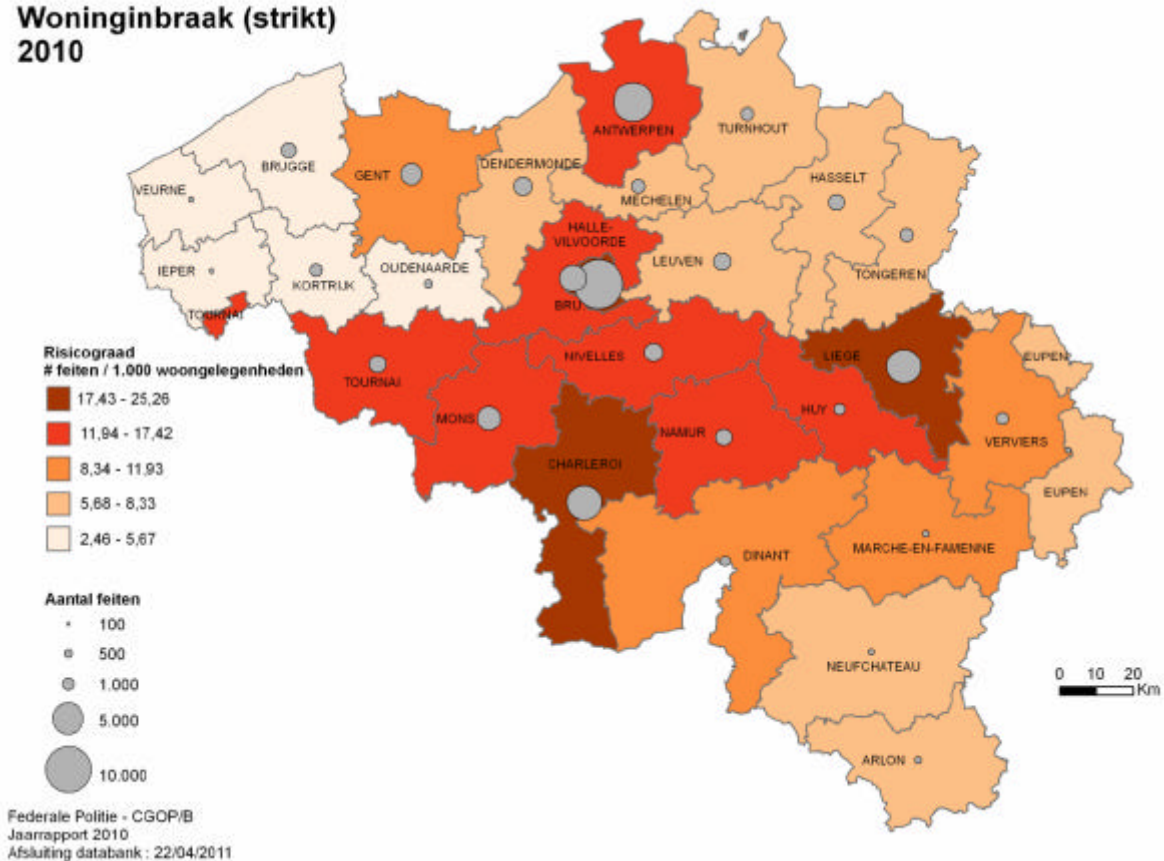 Woninginbraak (strikt)
2010
ANTWERPEN
TURNHOUT
BRUGGE
GENT
DENDERMONDE
HASSELT
VEURNE
MECHELEN
HALLE-
VILVOORDE
LEUVEN
IEPER
OUDENAARDE
KORTRIJK
TONGEREN
BRU
TOURNAI
NIVELLES
LIEGE
EUPEN
TOURNAI
HUY
MONS
NAMUR
VERVIERS
CHARLEROI
EUPEN
DINANT
MARCHE-EN-FAMENNE
NEUFCHATEAU
ARLON
Risicograad
# feiten / 1.000 woongelegenheden
17,43 - 25,26
11,94 - 17,42
8,34 - 11,93
5,68 - 8,33
2,46 - 5,67
Aantal feiten
100
500
1.000
5.000
10.000
0 10 20
Km
Federale Politie - CGOP/B
Jaarrapport 2010
Afsluiting databank : 22/04/2011